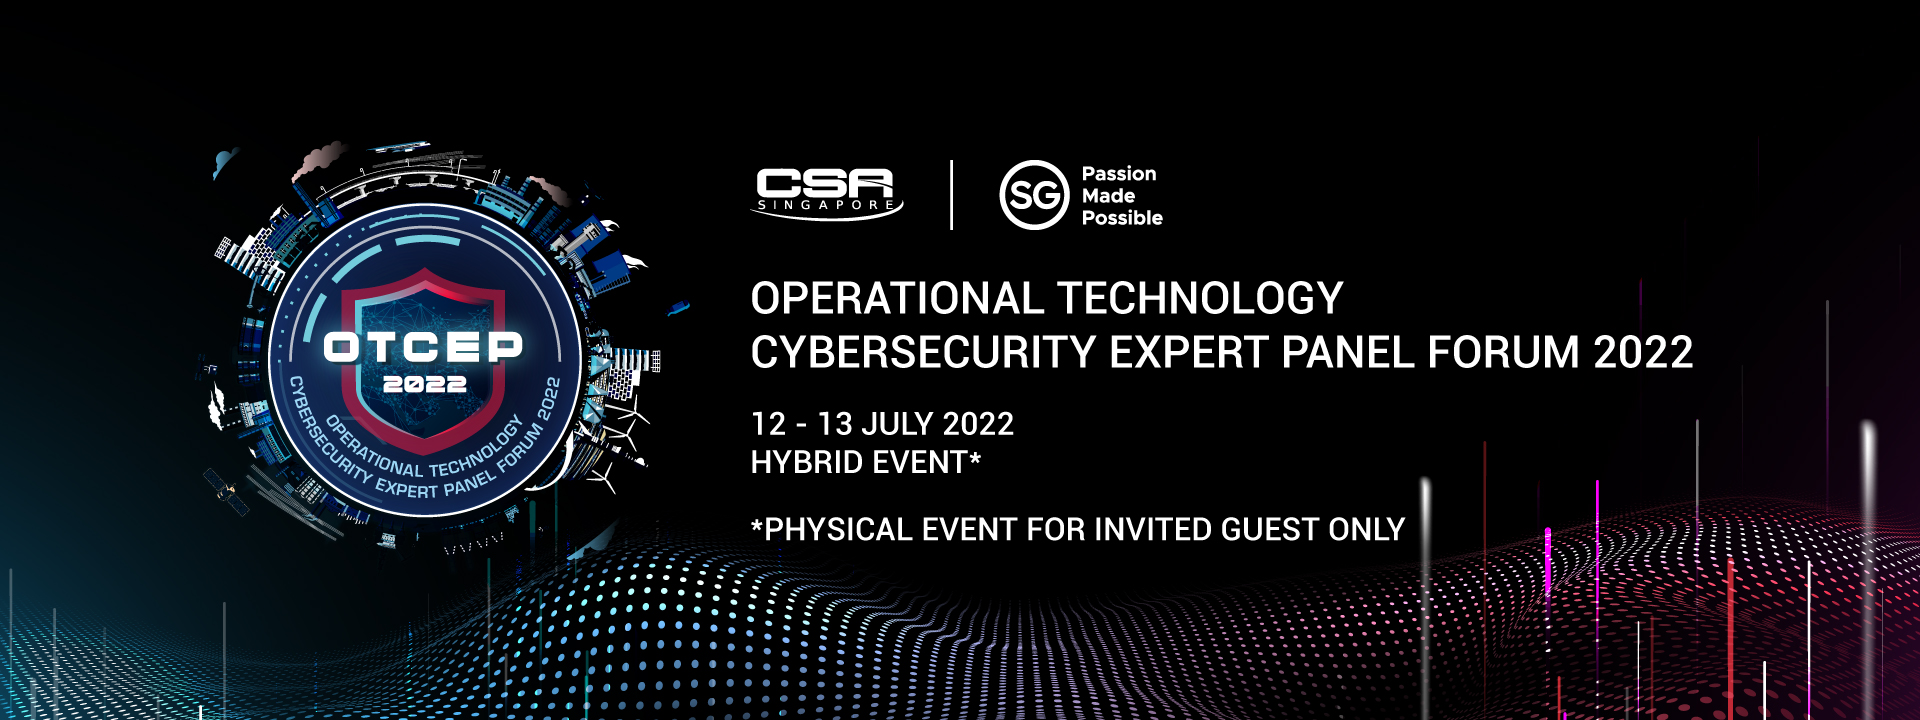 OTCEP
2022
OPERATIONAL TECHNOLOGY
CYBERSECURITY EXPERT PANEL FORUM 2022
CSA
SINGAPORE
SG
Passion
Made
Possible
OPERATIONAL TECHNOLOGY
CYBERSECURITY EXPERT PANEL FORUM 2022
12 - 13 JULY 2022
HYBRID EVENT*
*PHYSICAL EVENT FOR INVITED GUEST ONLY